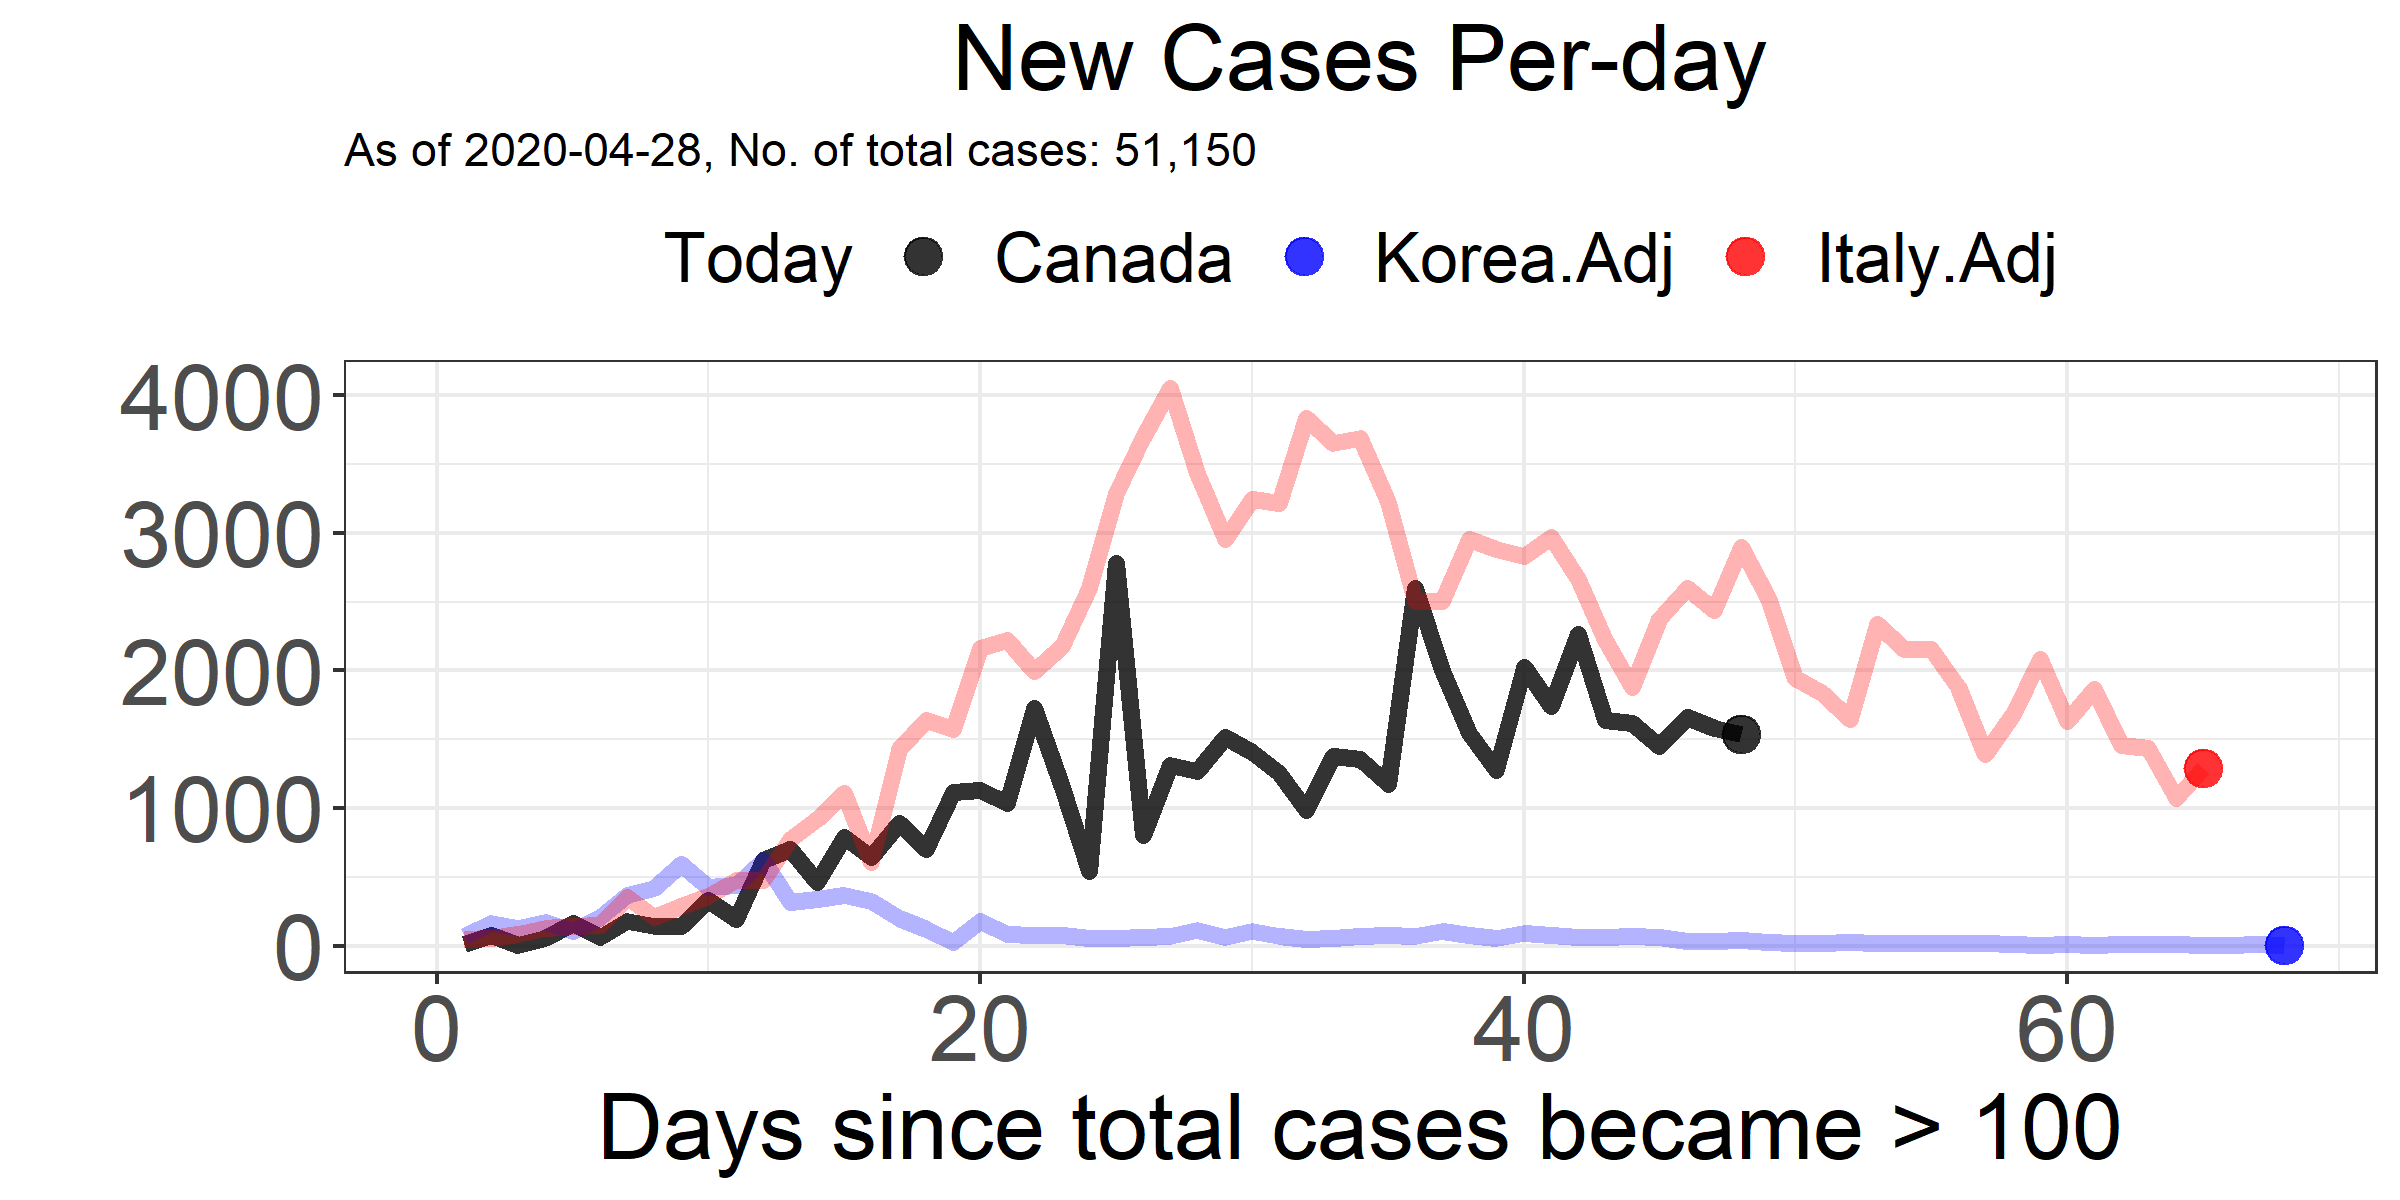 New Cases Per-day
As of 2020-04-28, No. of total cases: 51,150
Today Canada Korea.Adj Italy.Adj
4000
3000
2000
1000
0
0 20 40 60
Days since total cases became > 100